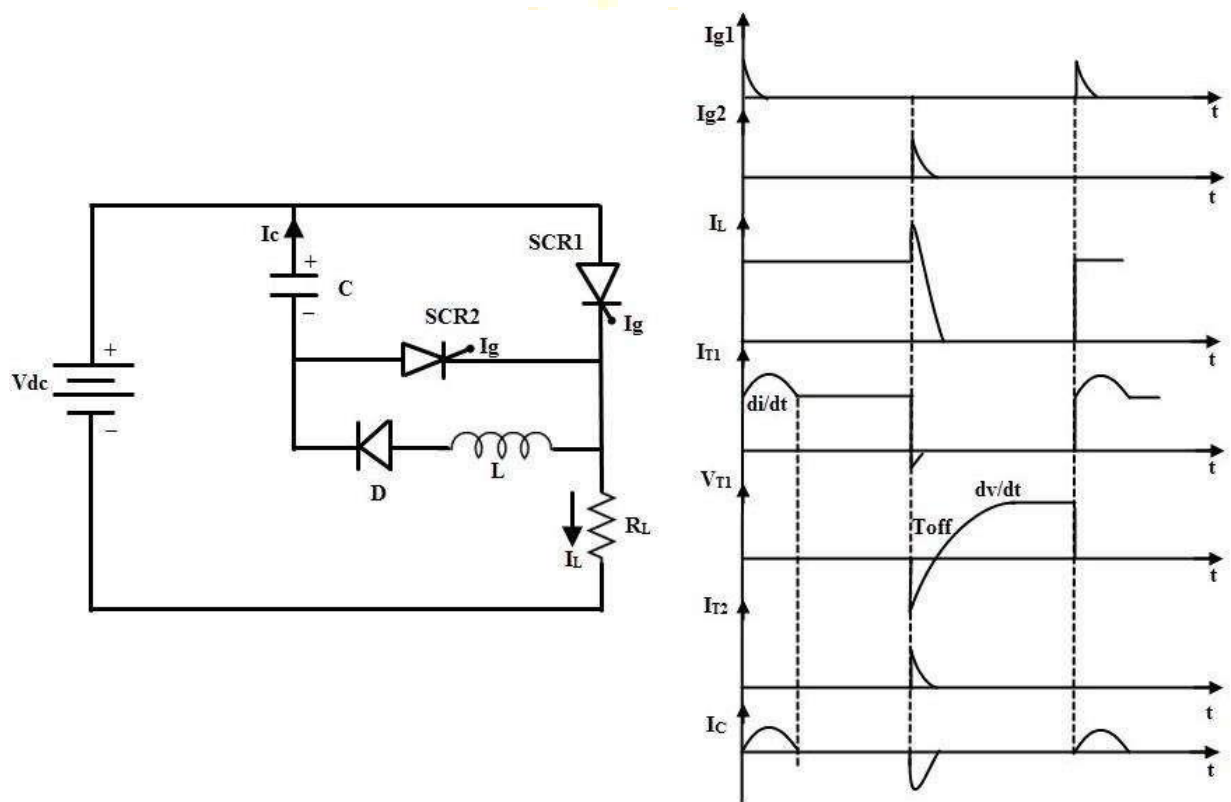 Ic
+
C
−
SCR1
Ig
SCR2
Ig
+
Vdc
−
D
L
RL
IL
Ig1
t
Ig2
t
IL
t
IT1
di/dt
t
VT1
dv/dt
Toff
t
IT2
t
IC
t